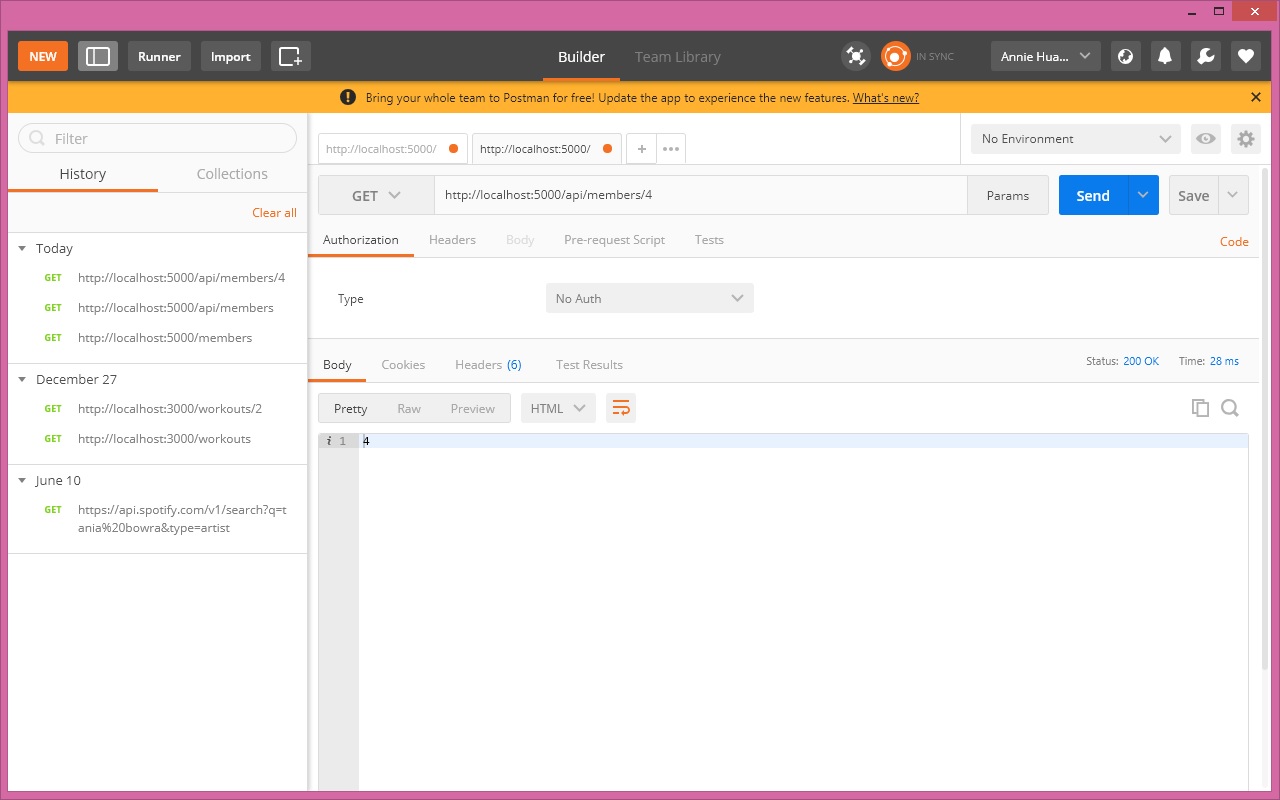 NEW Runner Import Builder Team Library IN SYNC Annie Hua...
Bring your whole team to Postman for free! Update the app to experience the new features. What's new?
Filter
History Collections
Clear all
Today
GET http://localhost:5000/api/members/4
GET http://localhost:5000/api/members
GET http://localhost:5000/members
December 27
GET http://localhost:3000/workouts/2
GET http://localhost:3000/workouts
June 10
GET https://api.spotify.com/v1/search?q=t
ania%20bowra&type=artist
http://localhost:5000/ http://localhost:5000/ + ••• No Environment
GET http://localhost:5000/api/members/4 Params Send Save
Authorization Headers Body Pre-request Script Tests Code
Type No Auth
Body Cookies Headers (6) Test Results Status: 200 OK Time: 28 ms
Pretty Raw Preview HTML
i 1 4